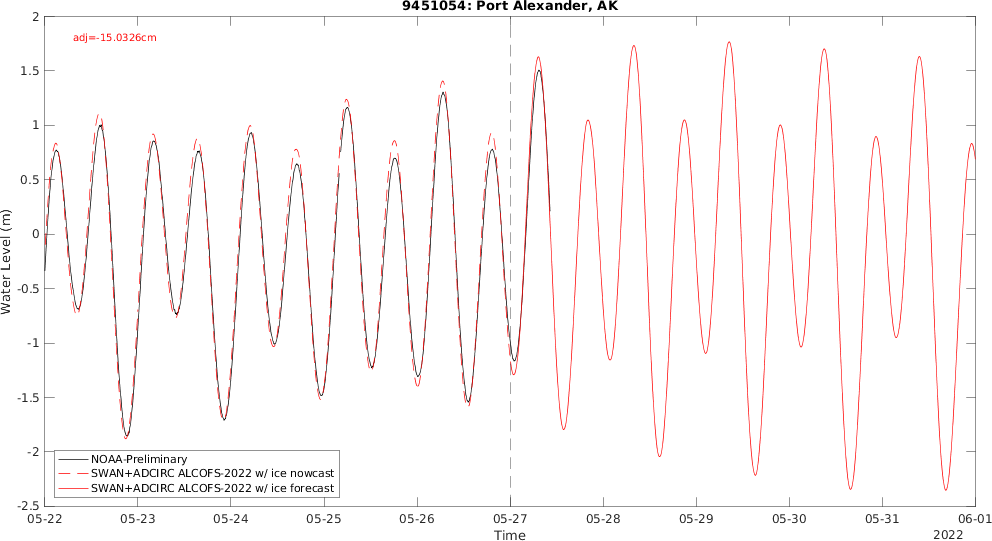 9451054: Port Alexander, AK
adj=-15.0326cm
2
1.5
1
0.5
0
-0.5
-1
-1.5
-2
-2.5
Water Level (m)
NOAA-Preliminary
SWAN+ADCIRC ALCOFS-2022 w/ ice nowcast
SWAN+ADCIRC ALCOFS-2022 w/ ice forecast
05-22 05-23 05-24 05-25 05-26 05-27 05-28 05-29 05-30 05-31 06-01
Time
2022